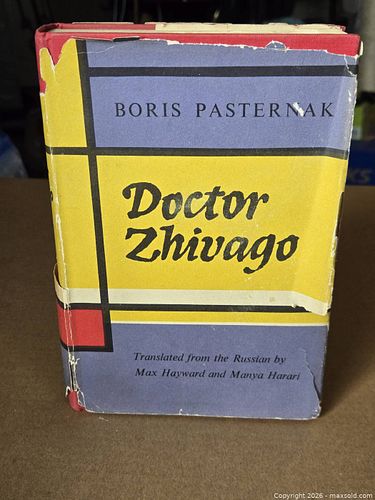 BORIS PASTERNAK
Doctor
Zhivago
Translated from the Russian by
Max Hayward and Manya Harari
Copyright 2026 - maxsold.com